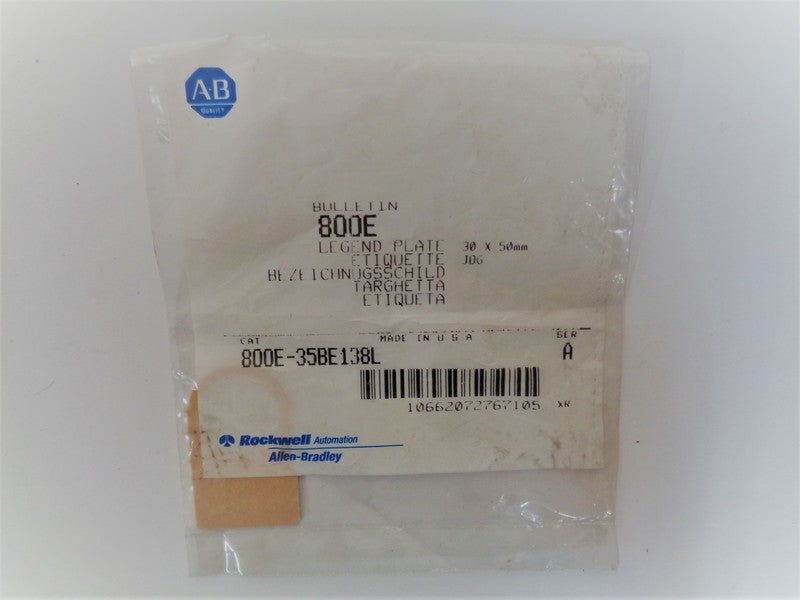 AB
QUALITY
BULLETIN
800E
LEGEND PLATE 30 X 50mm
ETIQUETTE JOG
BEZEICHNUGSSCHILD
TARGHETTA
ETIQUETA
CAT MADE IN U S A SER
800E-35BE138L A
10662072767105 XR
Rockwell Automation
Allen-Bradley